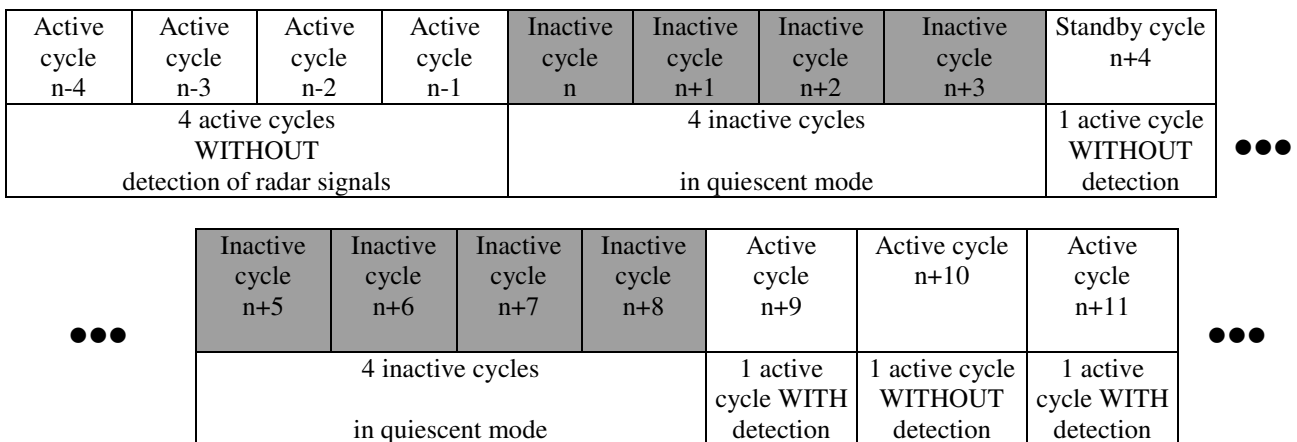 Active cycle n-4
Active cycle n-3
Active cycle n-2
Active cycle n-1
Inactive cycle n
Inactive cycle n+1
Inactive cycle n+2
Inactive cycle n+3
Standby cycle n+4
4 active cycles
WITHOUT
detection of radar signals
4 inactive cycles
in quiescent mode
1 active cycle
WITHOUT
detection
●●●
●●●
Inactive cycle n+5
Inactive cycle n+6
Inactive cycle n+7
Inactive cycle n+8
Active cycle n+9
Active cycle n+10
Active cycle n+11
4 inactive cycles
in quiescent mode
1 active
cycle WITH
detection
1 active cycle
WITHOUT
detection
1 active
cycle WITH
detection
●●●